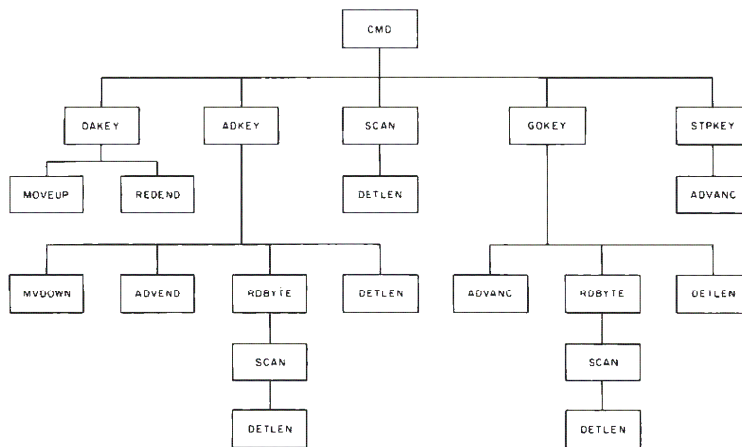 CMD
DAKEY ADKEY SCAN GOKEY STPKEY
MOVEUP REDEND DETLEN ADVANC
MVDOWN ADVEND RDBYTE DETLEN ADVANC RDBYTE DETLEN
SCAN SCAN
DETLEN DETLEN